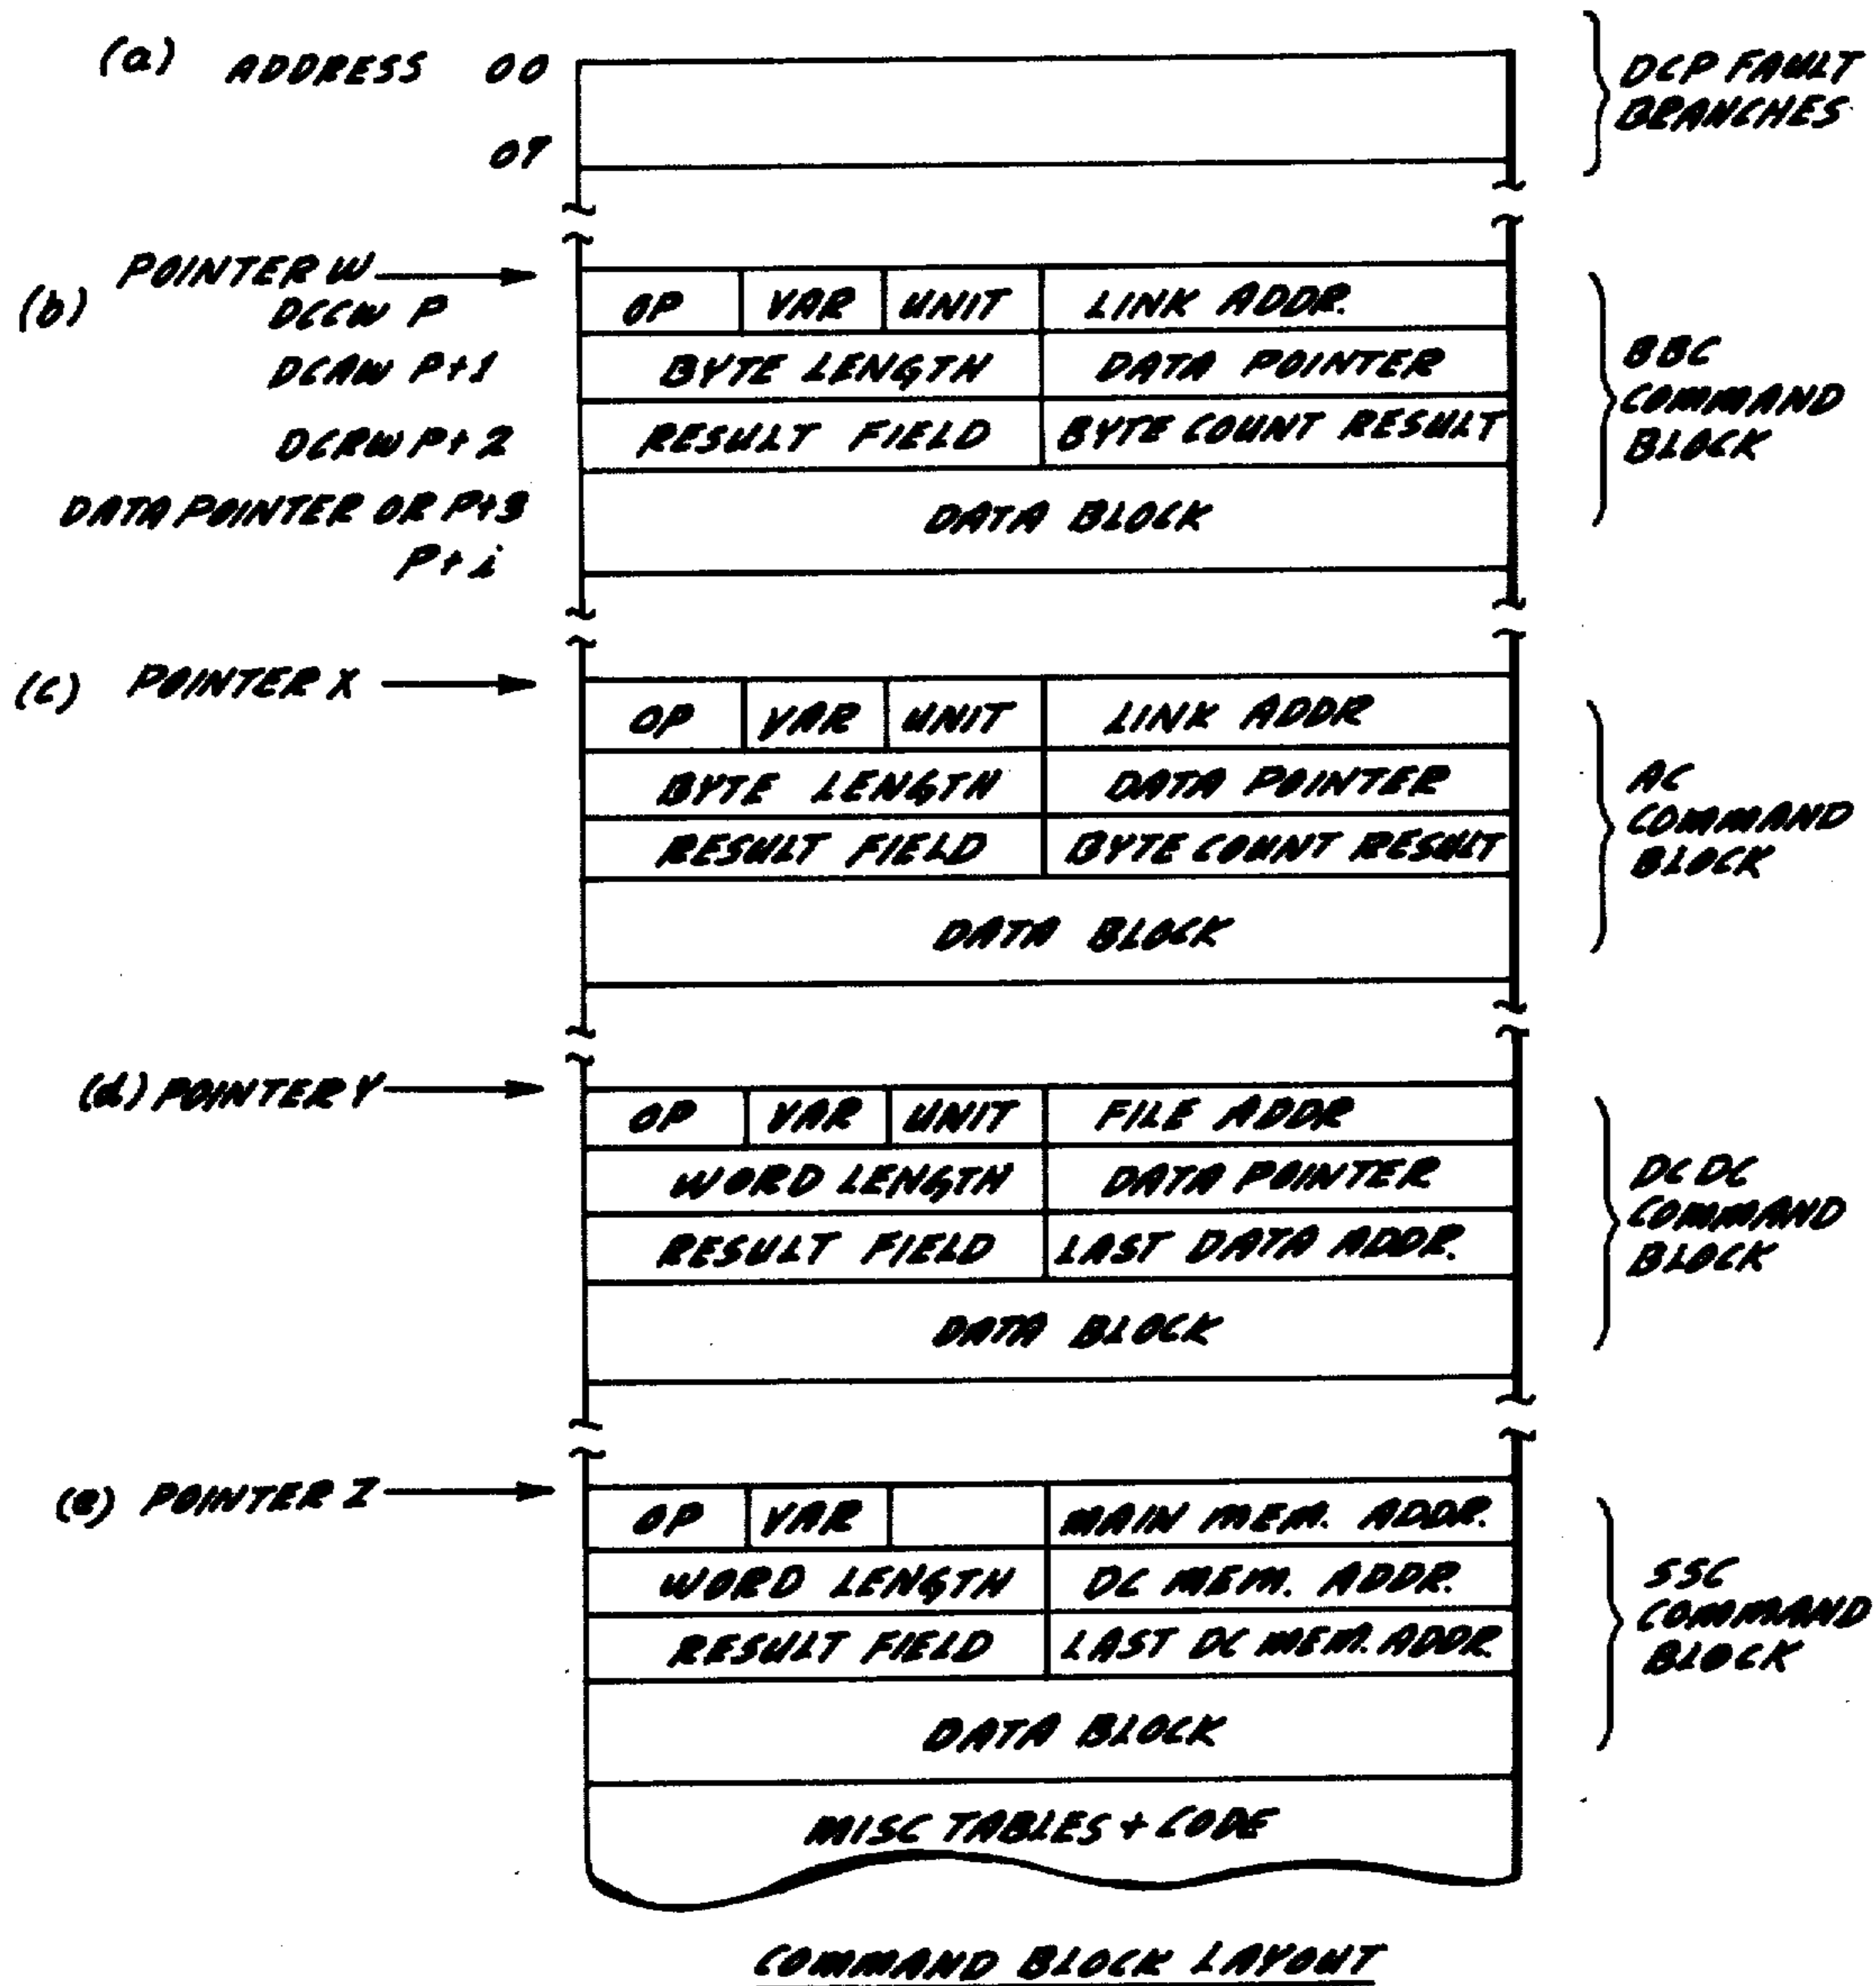 (a) ADDRESS 00
07
DCP FAULT
BRANCHES
(b) POINTER W
DCCW P
OP VAR UNIT LINK ADDR.
DCAW P+1
BYTE LENGTH DATA POINTER
DCRW P+2
RESULT FIELD BYTE COUNT RESULT
DATA POINTER OR P+3
P+i
DATA BLOCK
BBC
COMMAND
BLOCK
(c) POINTER X
OP VAR UNIT LINK ADDR
BYTE LENGTH DATA POINTER
RESULT FIELD BYTE COUNT RESULT
DATA BLOCK
AC
COMMAND
BLOCK
(d) POINTER Y
OP VAR UNIT FILE ADDR
WORD LENGTH DATA POINTER
RESULT FIELD LAST DATA ADDR.
DATA BLOCK
DCDC
COMMAND
BLOCK
(e) POINTER Z
OP VAR MAIN MEM. ADDR.
WORD LENGTH DC MEM. ADDR.
RESULT FIELD LAST DC MEM. ADDR.
DATA BLOCK
SSC
COMMAND
BLOCK
MISC TABLES + CODE
COMMAND BLOCK LAYOUT